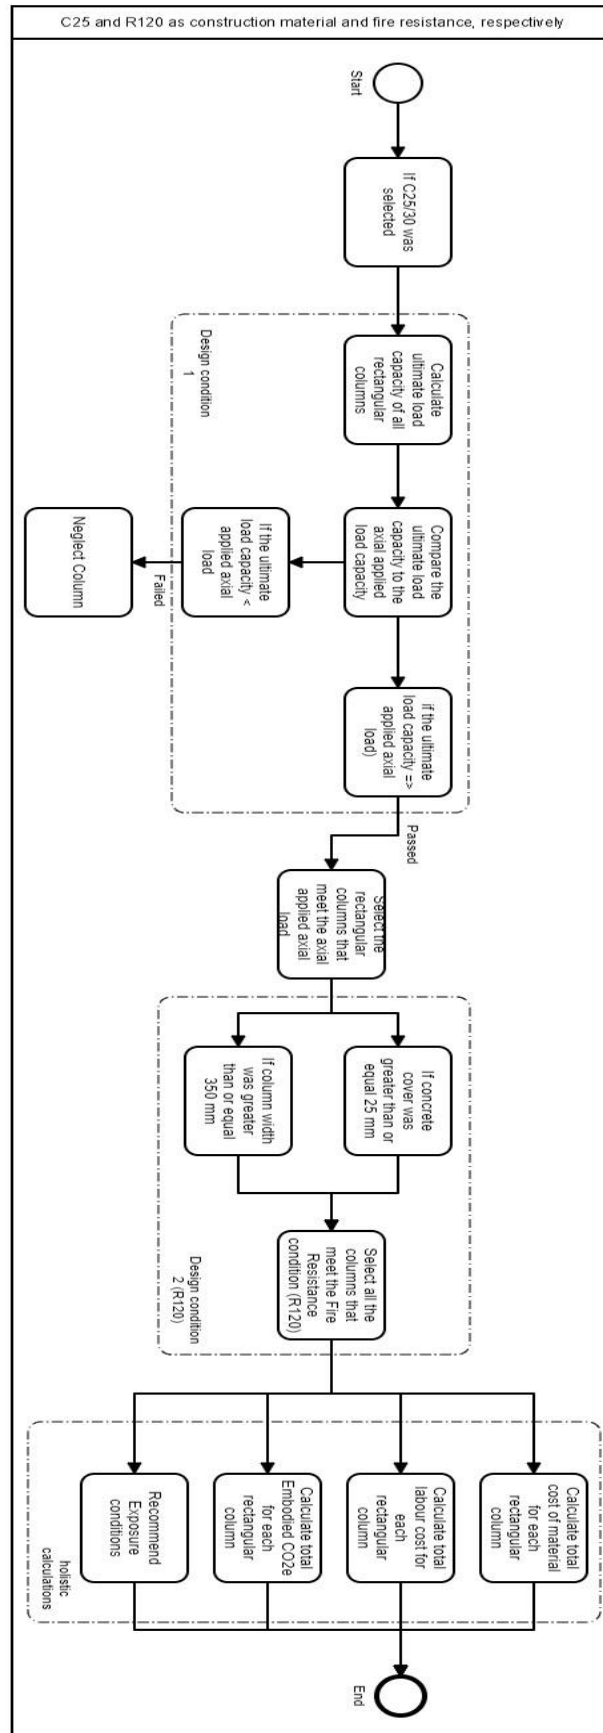 C25 and R120 as construction material and fire resistance, respectively
Start
If C25/30 was
selected
Calculate
ultimate load
capacity of all
rectangular
columns
Compare the
ultimate load
capacity to the
axial applied
load capacity
If the ultimate
load capacity <
applied axial
load
Failed
Neglect Column
if the ultimate
load capacity =>
applied axial
load)
Design condition
1
Passed
Select the
rectangular
columns that
meet the axial
applied axial
load
If concrete
cover was
greater than or
equal 25 mm
If column width
was greater
than or equal
350 mm
Select all the
columns that
meet the Fire
Resistance
condition (R120)
Design condition
2 (R120)
Calculate total
cost of material
for each
rectangular
column
Calculate total
labour cost for
each
rectangular
column
Calculate total
Embodied CO2e
for each
rectangular
column
Recommend
Exposure
conditions
holistic
calculations
End